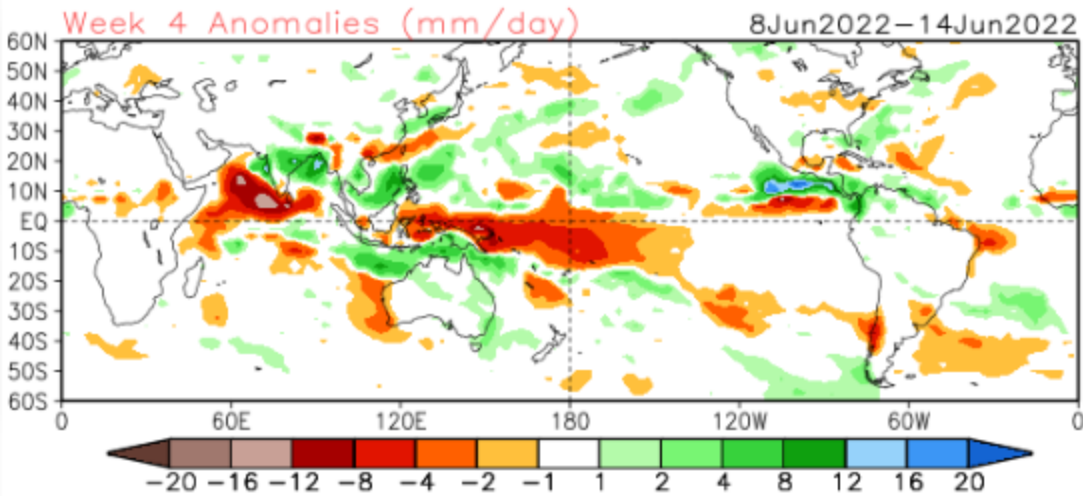 Week 4 Anomalies (mm/day) 8Jun2022−14Jun2022
60N
50N
40N
30N
20N
10N
EQ
10S
20S
30S
40S
50S
60S
0 60E 120E 180 120W 60W 0
−20 −16 −12 −8 −4 −2 −1 1 2 4 8 12 16 20